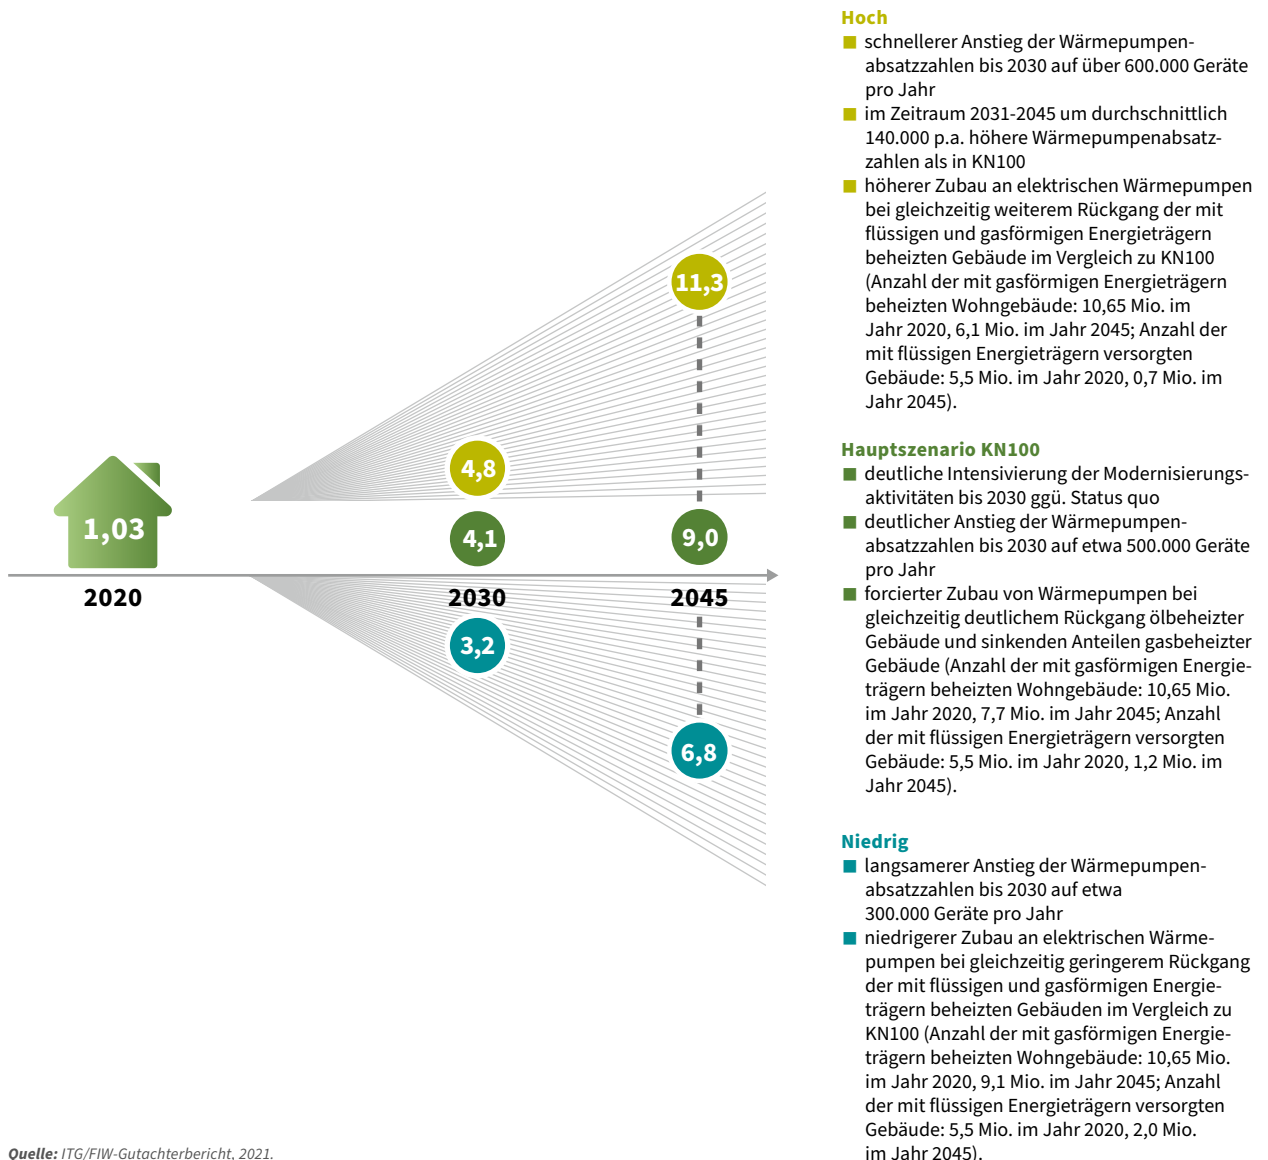 11,3
4,8
1,03
4,1
9,0
2020
2030
2045
3,2
6,8
Quelle: ITG/FIW-Gutachterbericht, 2021.
Hoch
schnellerer Anstieg der Wärmepumpen-
absatzzahlen bis 2030 auf über 600.000 Geräte
pro Jahr
im Zeitraum 2031-2045 um durchschnittlich
140.000 p.a. höhere Wärmepumpenabsatz-
zahlen als in KN100
höherer Zubau an elektrischen Wärmepumpen
bei gleichzeitig weiterem Rückgang der mit
flüssigen und gasförmigen Energieträgern
beheizten Gebäude im Vergleich zu KN100
(Anzahl der mit gasförmigen Energieträgern
beheizten Wohngebäude: 10,65 Mio. im
Jahr 2020, 6,1 Mio. im Jahr 2045; Anzahl der
mit flüssigen Energieträgern versorgten
Gebäude: 5,5 Mio. im Jahr 2020, 0,7 Mio. im
Jahr 2045).
Hauptszenario KN100
deutliche Intensivierung der Modernisierungs-
aktivitäten bis 2030 ggü. Status quo
deutlicher Anstieg der Wärmepumpen-
absatzzahlen bis 2030 auf etwa 500.000 Geräte
pro Jahr
forcierter Zubau von Wärmepumpen bei
gleichzeitig deutlichem Rückgang ölbeheizter
Gebäude und sinkenden Anteilen gasbeheizter
Gebäude (Anzahl der mit gasförmigen Energie-
trägern beheizten Wohngebäude: 10,65 Mio.
im Jahr 2020, 7,7 Mio. im Jahr 2045; Anzahl
der mit flüssigen Energieträgern versorgten
Gebäude: 5,5 Mio. im Jahr 2020, 1,2 Mio. im
Jahr 2045).
Niedrig
langsamerer Anstieg der Wärmepumpen-
absatzzahlen bis 2030 auf etwa
300.000 Geräte pro Jahr
niedrigerer Zubau an elektrischen Wärme-
pumpen bei gleichzeitig geringerem Rückgang
der mit flüssigen und gasförmigen Energie-
trägern beheizten Gebäuden im Vergleich zu
KN100 (Anzahl der mit gasförmigen Energie-
trägern beheizten Wohngebäude: 10,65 Mio.
im Jahr 2020, 9,1 Mio. im Jahr 2045; Anzahl
der mit flüssigen Energieträgern versorgten
Gebäude: 5,5 Mio. im Jahr 2020, 2,0 Mio.
im Jahr 2045).